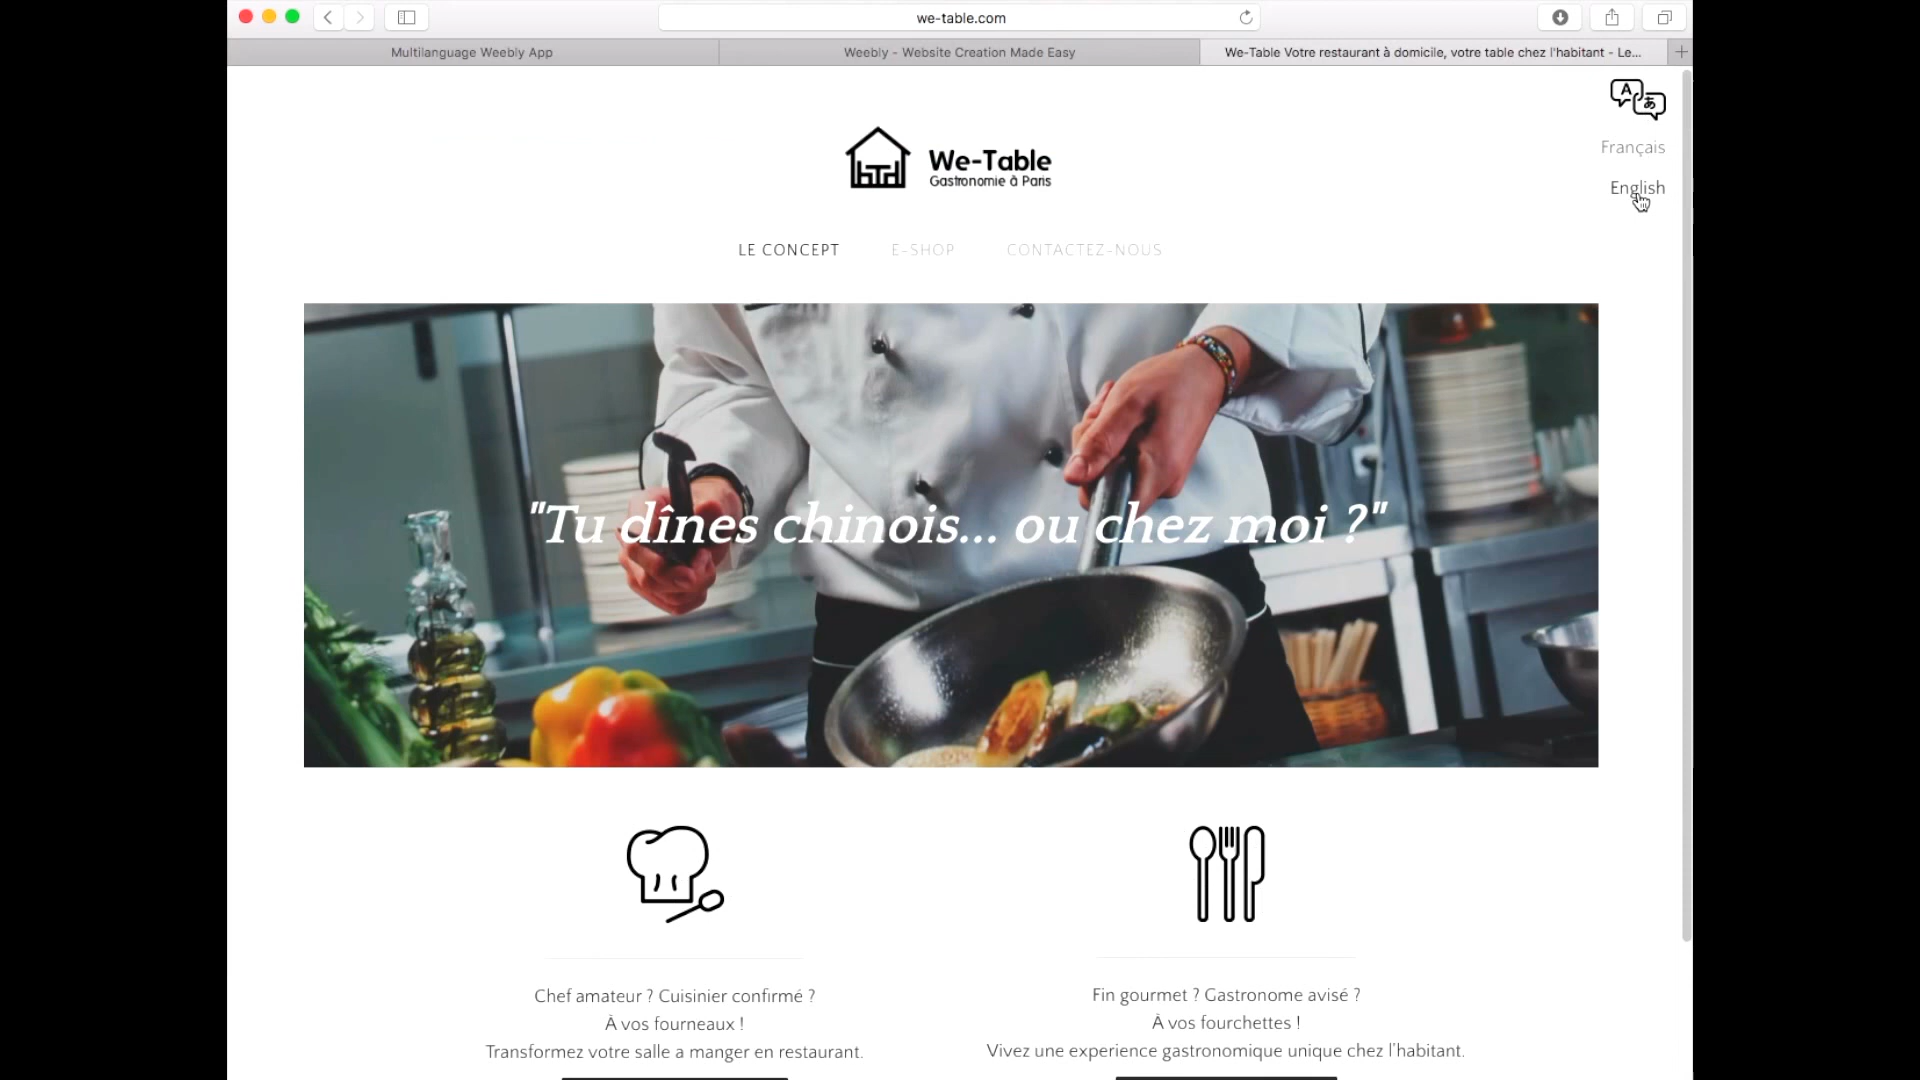 we-table.com
Multilanguage Weebly App
Weebly - Website Creation Made Easy
We-Table Votre restaurant à domicile, votre table chez l'habitant - Le...
A あ
Français
English
We-Table
Gastronomie à Paris
LE CONCEPT
E-SHOP
CONTACTEZ-NOUS
"Tu dînes chinois... ou chez moi ?"
Chef amateur ? Cuisinier confirmé ?
À vos fourneaux !
Transformez votre salle a manger en restaurant.
Fin gourmet ? Gastronome avisé ?
À vos fourchettes !
Vivez une experience gastronomique unique chez l'habitant.